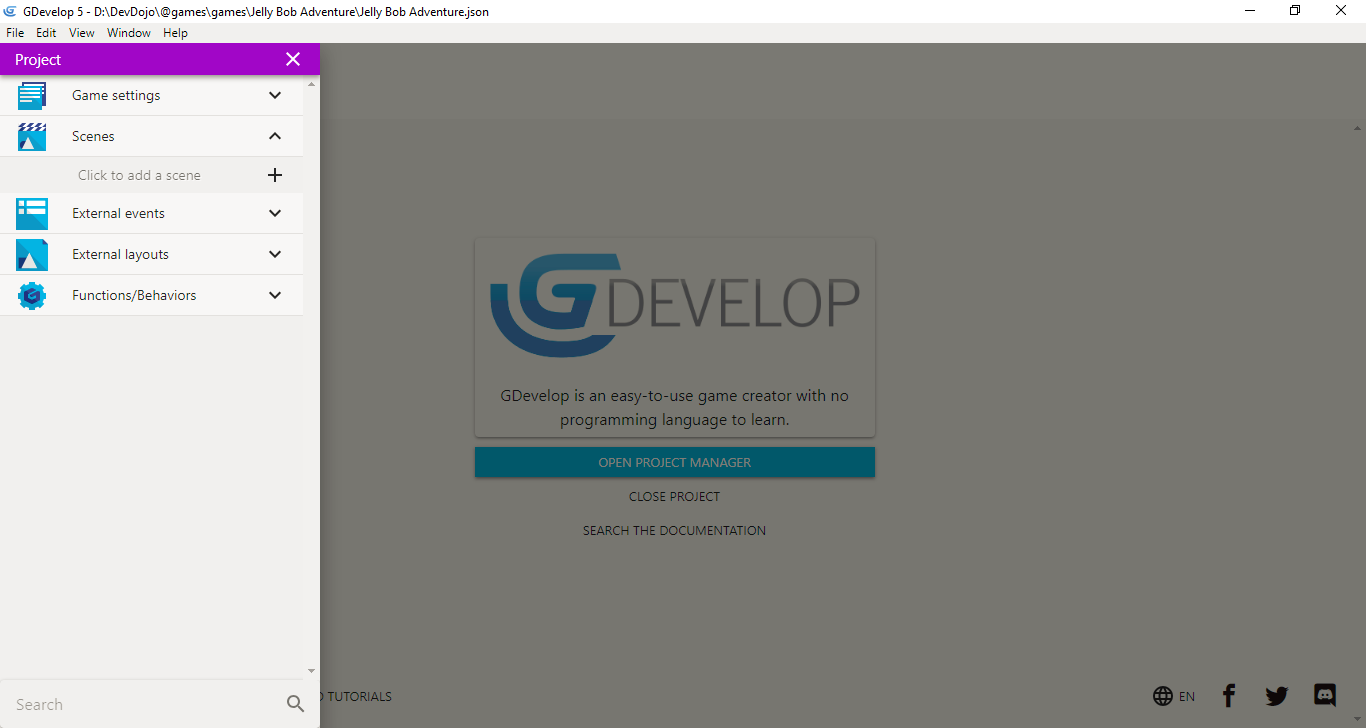 GDevelop 5 - D:\DevDojo\@games\games\Jelly Bob Adventure\Jelly Bob Adventure.json
File Edit View Window Help
Project
Game settings
Scenes
Click to add a scene
External events
External layouts
Functions/Behaviors
Search
GDEVELOP
GDevelop is an easy-to-use game creator with no
programming language to learn.
OPEN PROJECT MANAGER
CLOSE PROJECT
SEARCH THE DOCUMENTATION
TUTORIALS
EN